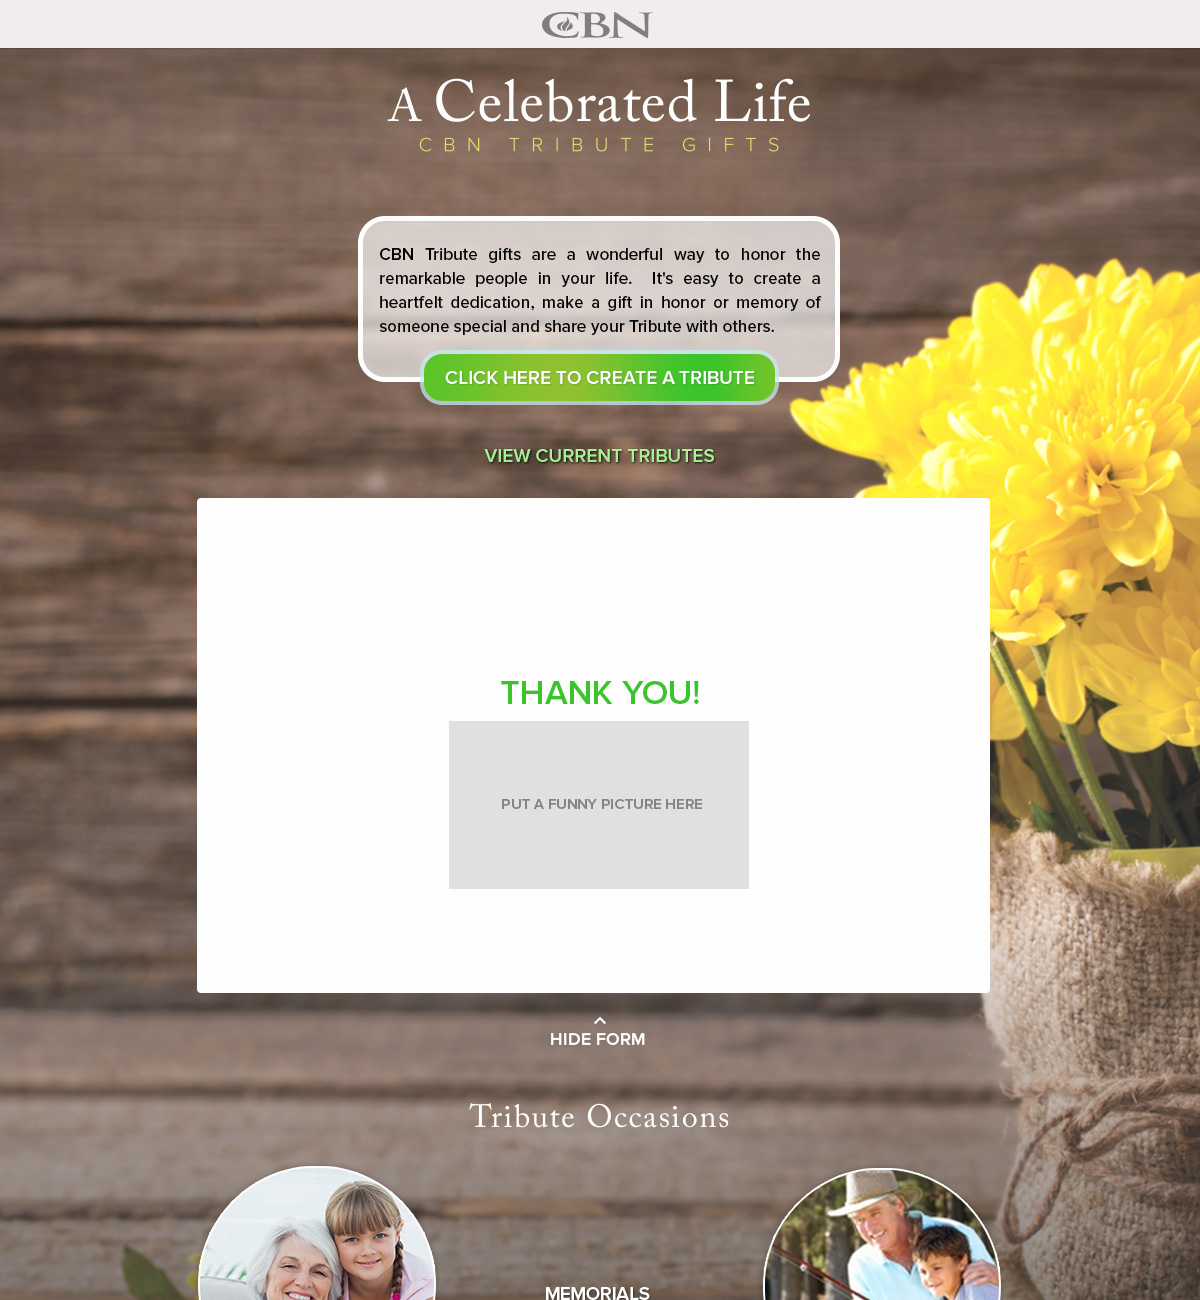 CBN
A Celebrated Life
CBN TRIBUTE GIFTS
CBN Tribute gifts are a wonderful way to honor the
remarkable people in your life. It's easy to create a
heartfelt dedication, make a gift in honor or memory of
someone special and share your Tribute with others.
CLICK HERE TO CREATE A TRIBUTE
VIEW CURRENT TRIBUTES
THANK YOU!
PUT A FUNNY PICTURE HERE
HIDE FORM
Tribute Occasions
MEMORIALS